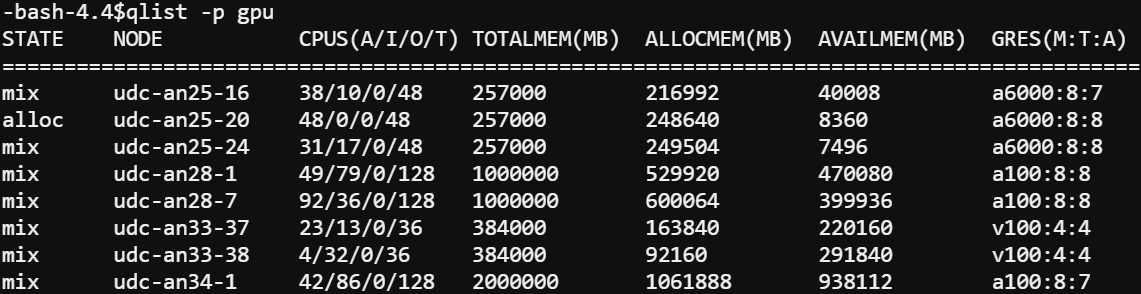 -bash-4.4$qlist -p gpu
STATE    NODE           CPUS(A/I/O/T) TOTALMEM(MB)  ALLOCMEM(MB)  AVAILMEM(MB)  GRES(M:T:A)
============================================================================================
mix      udc-an25-16    38/10/0/48    257000        216992        40008         a6000:8:7
alloc    udc-an25-20    48/0/0/48     257000        248640        8360          a6000:8:8
mix      udc-an25-24    31/17/0/48    257000        249504        7496          a6000:8:8
mix      udc-an28-1     49/79/0/128   1000000       529920        470080        a100:8:8
mix      udc-an28-7     92/36/0/128   1000000       600064        399936        a100:8:8
mix      udc-an33-37    23/13/0/36    384000        163840        220160        v100:4:4
mix      udc-an33-38    4/32/0/36     384000        92160         291840        v100:4:4
mix      udc-an34-1     42/86/0/128   2000000       1061888       938112        a100:8:7